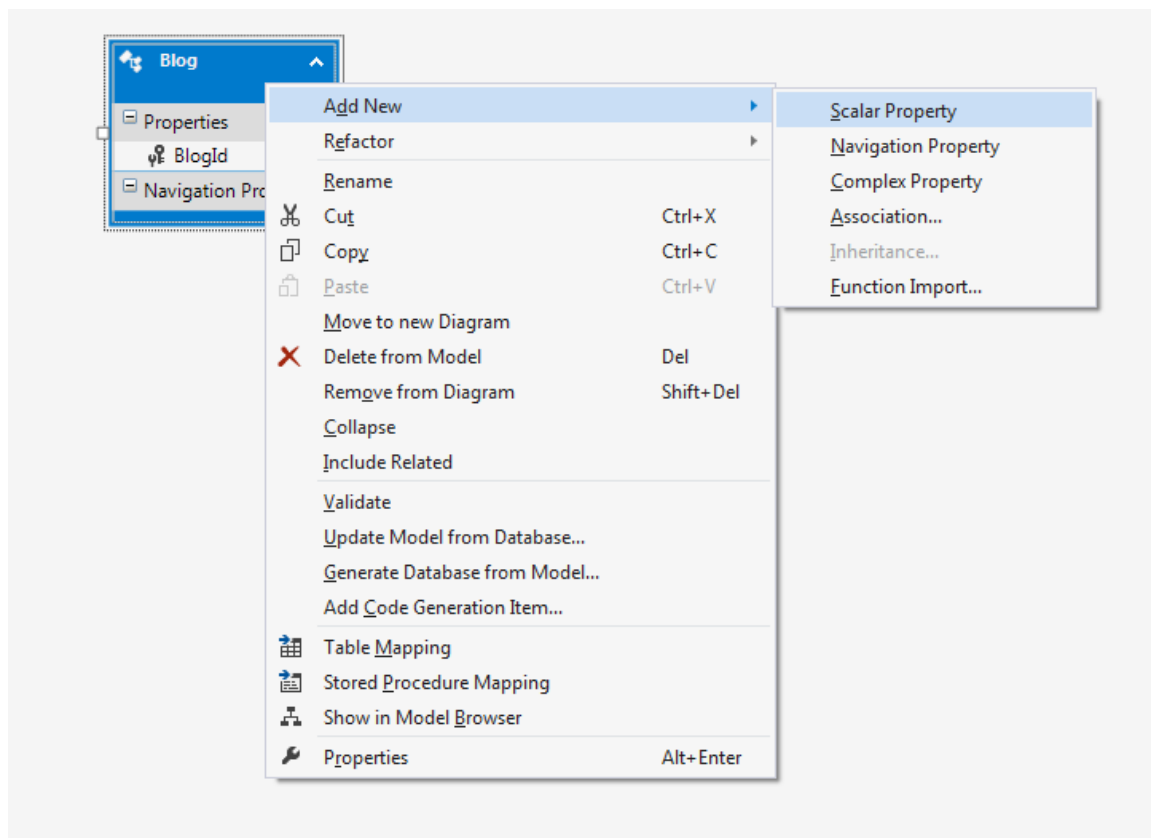 Blog
Properties
BlogId
Navigation Pro
Add New
Refactor
Rename
Cut Ctrl+X
Copy Ctrl+C
Paste Ctrl+V
Move to new Diagram
Delete from Model Del
Remove from Diagram Shift+Del
Collapse
Include Related
Validate
Update Model from Database...
Generate Database from Model...
Add Code Generation Item...
Table Mapping
Stored Procedure Mapping
Show in Model Browser
Properties Alt+Enter
Scalar Property
Navigation Property
Complex Property
Association...
Inheritance...
Function Import...